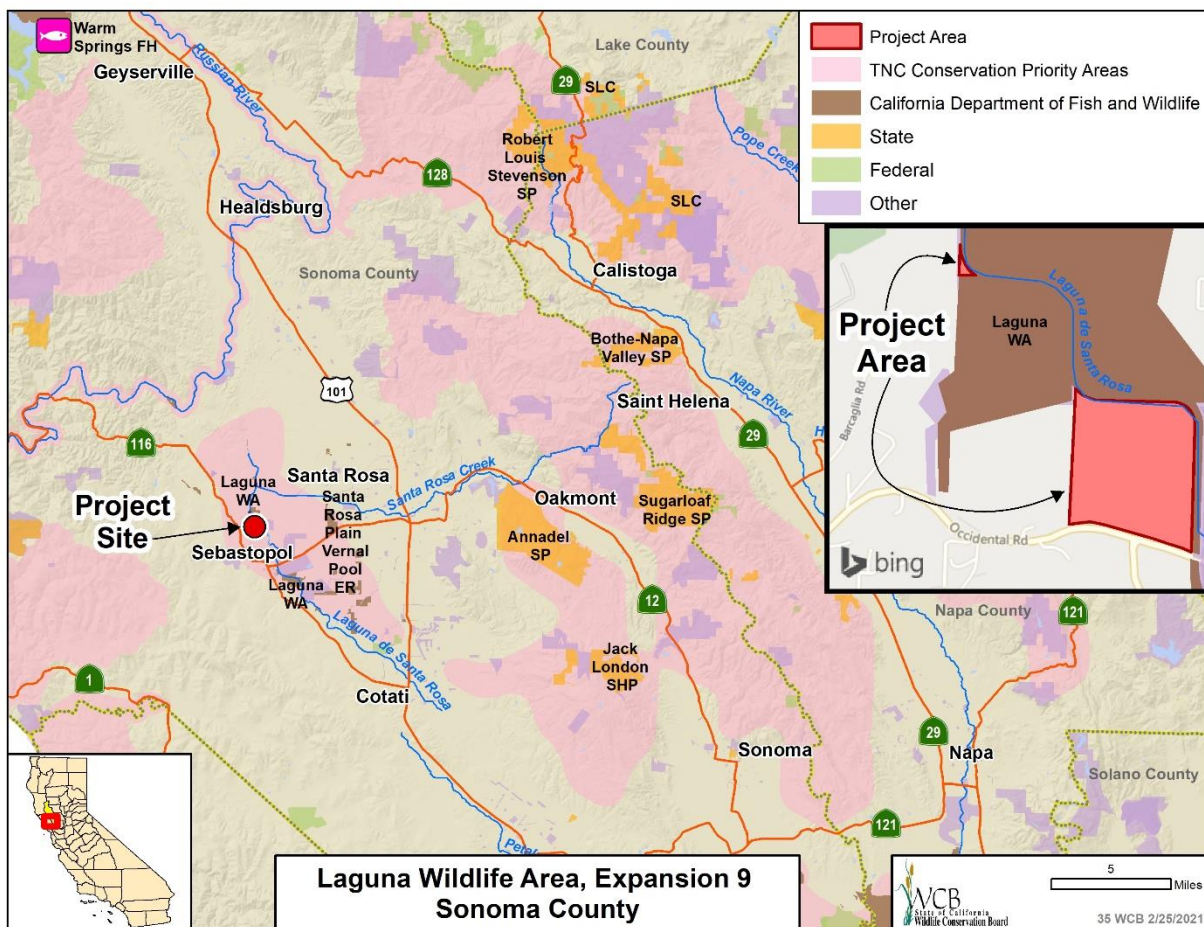 Warm
Springs FH
Geyserville
Russian River
Lake County
29
SLC
Robert
Louis
Stevenson
SP
Pope Creek
128
SLC
Healdsburg
Sonoma County
Calistoga
Bothe-Napa
Valley SP
Napa River
101
Saint Helena
29
116
Santa Rosa
Santa Rosa Creek
Laguna
WA
Santa
Rosa
Plain
Vernal
Pool
ER
Oakmont
Sugarloaf
Ridge SP
Project
Site
Annadel
SP
Sebastopol
Laguna
WA
Laguna de Santa Rosa
12
Napa County
121
Jack
London
SHP
1
Cotati
Sonoma
29
Napa
Solano County
121
Project Area
TNC Conservation Priority Areas
California Department of Fish and Wildlife
State
Federal
Other
Laguna de Santa Rosa
Laguna
WA
Project
Area
Barcaglia Rd
Occidental Rd
bing
Laguna Wildlife Area, Expansion 9
Sonoma County
WCB
State of California
Wildlife Conservation Board
5
Miles
35 WCB 2/25/2021